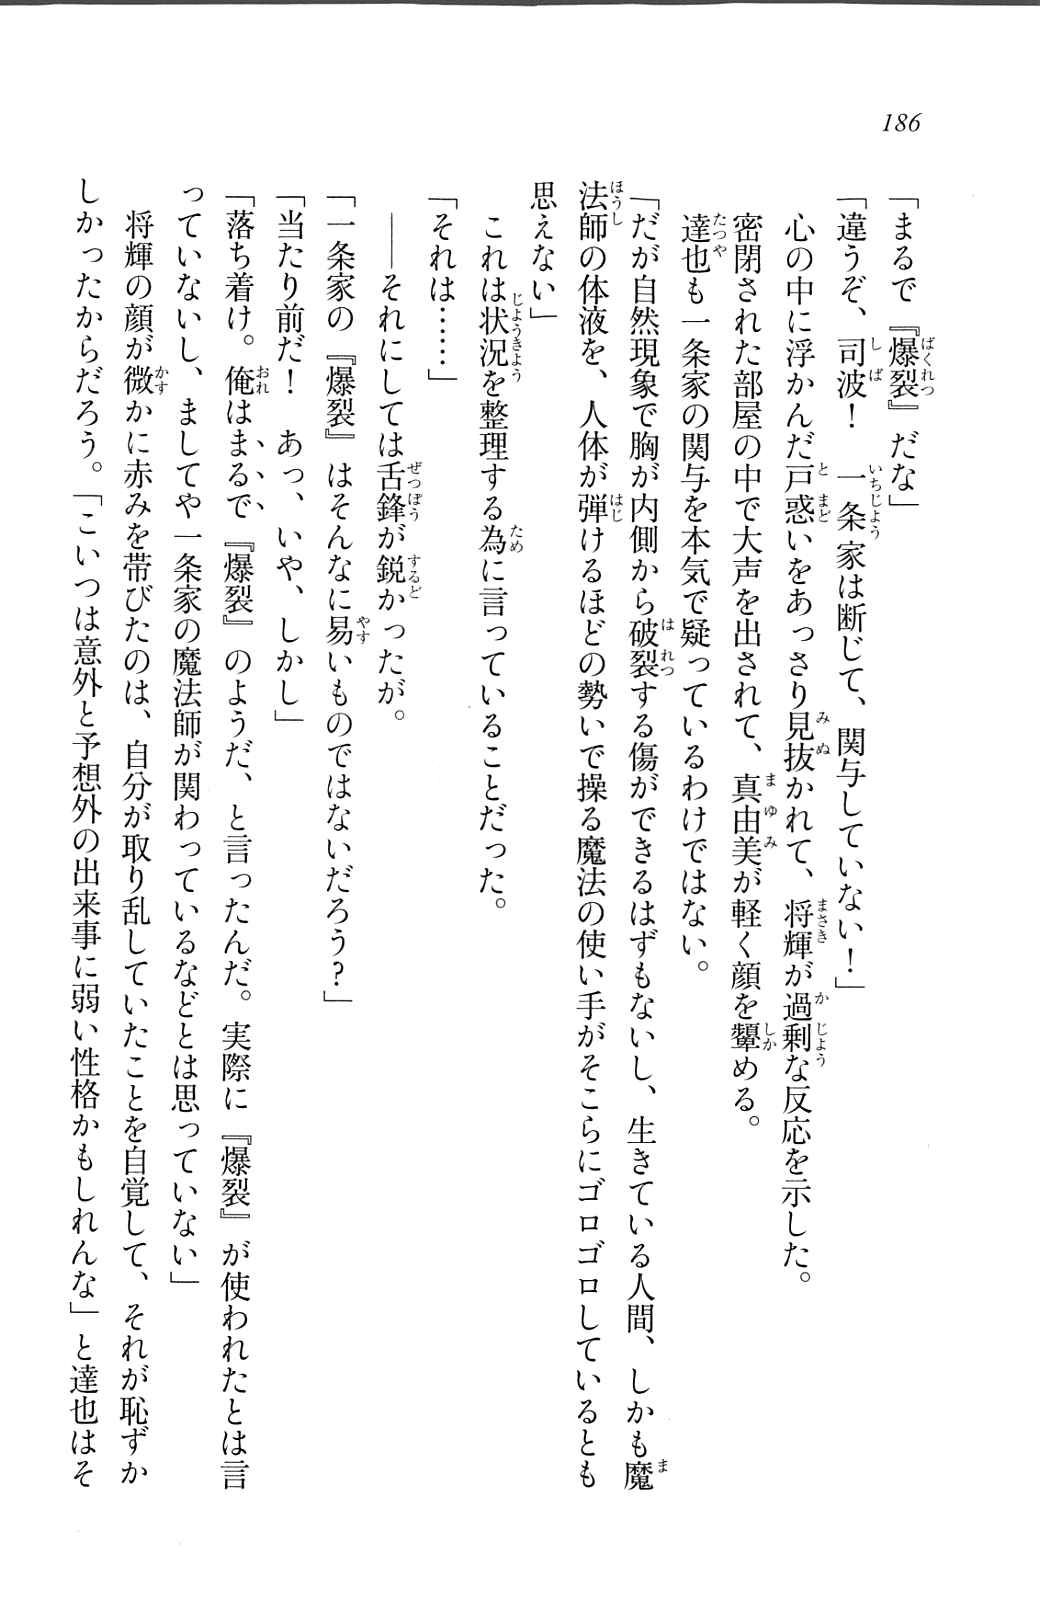 186
「まるで『爆裂』だな」
「違うぞ、司波！　一条家は断じて、関与していない！」
　心の中に浮かんだ戸惑いをあっさり見抜かれて、将輝が過剰な反応を示した。
　密閉された部屋の中で大声を出されて、真由美が軽く顔を顰める。
　達也も一条家の関与を本気で疑っているわけではない。
「だが自然現象で胸が内側から破裂する傷ができるはずもないし、生きている人間、しかも魔
法師の体液を、人体が弾けるほどの勢いで操る魔法の使い手がそこらにゴロゴロしているとも
思えない」
　これは状況を整理する為に言っていることだった。
「それは……」
　――それにしては舌鋒が鋭かったが。
「一条家の『爆裂』はそんなに易いものではないだろう？」
「当たり前だ！　あっ、いや、しかし」
「落ち着け。俺はまるで『爆裂』のようだ、と言ったんだ。実際に『爆裂』が使われたとは言
っていないし、ましてや一条家の魔法師が関わっているなどとは思っていない」
　将輝の顔が微かに赤みを帯びたのは、自分が取り乱していたことを自覚して、それが恥ずか
しかったからだろう。「こいつは意外と予想外の出来事に弱い性格かもしれんな」と達也はそ